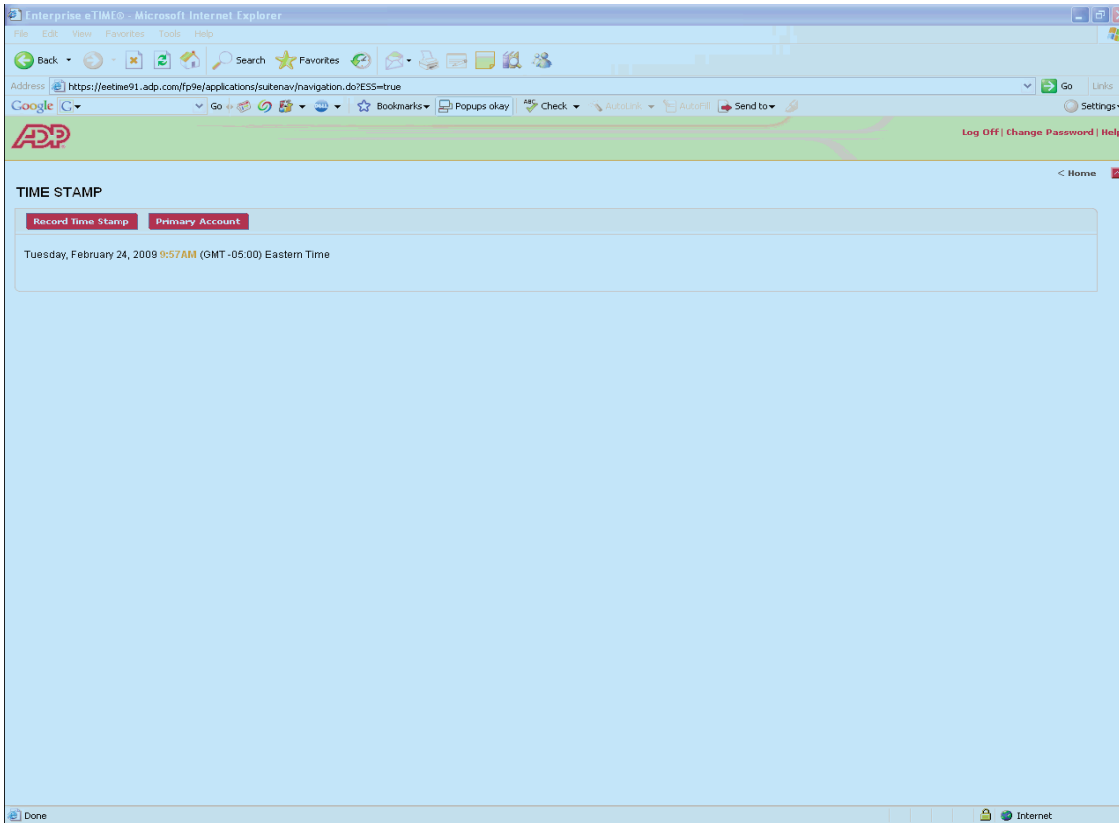 Enterprise eTIME® - Microsoft Internet Explorer
File Edit View Favorites Tools Help
Back Search Favorites
Address https://eetime91.adp.com/fp9e/applications/suitenav/navigation.do?ESS=true Go Links
Google G Go Bookmarks Popups okay ABC Check AutoLink AutoFill Send to Settings
ADP Log Off | Change Password | Help
< Home
TIME STAMP
Record Time Stamp Primary Account
Tuesday, February 24, 2009 9:57AM (GMT -05:00) Eastern Time
Done Internet